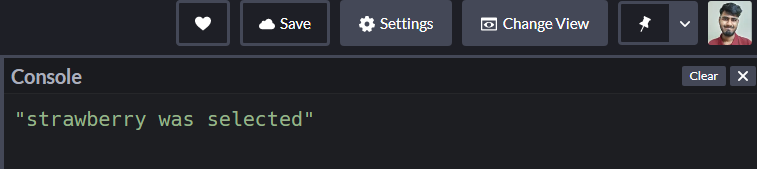 Save Settings Change View
Console Clear
"strawberry was selected"